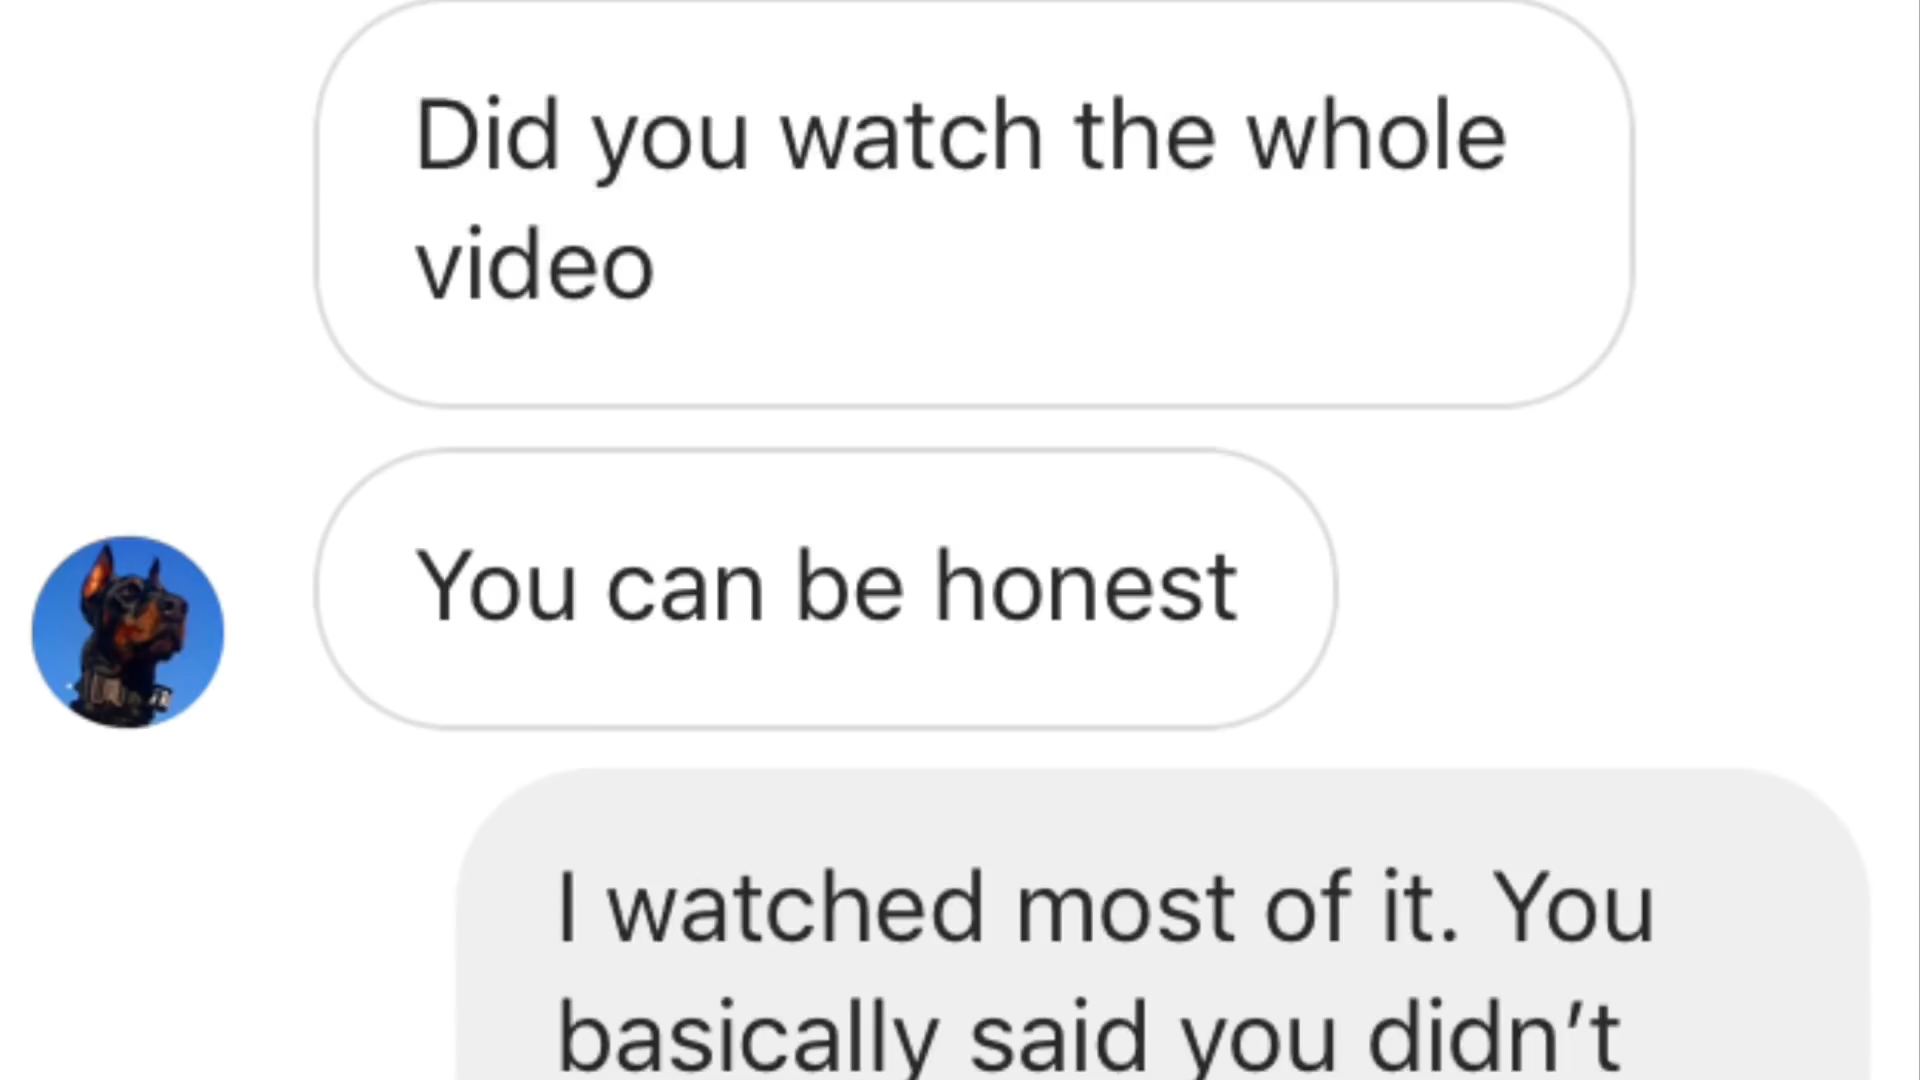 Did you watch the whole
video
You can be honest
I watched most of it. You
basically said you didn’t